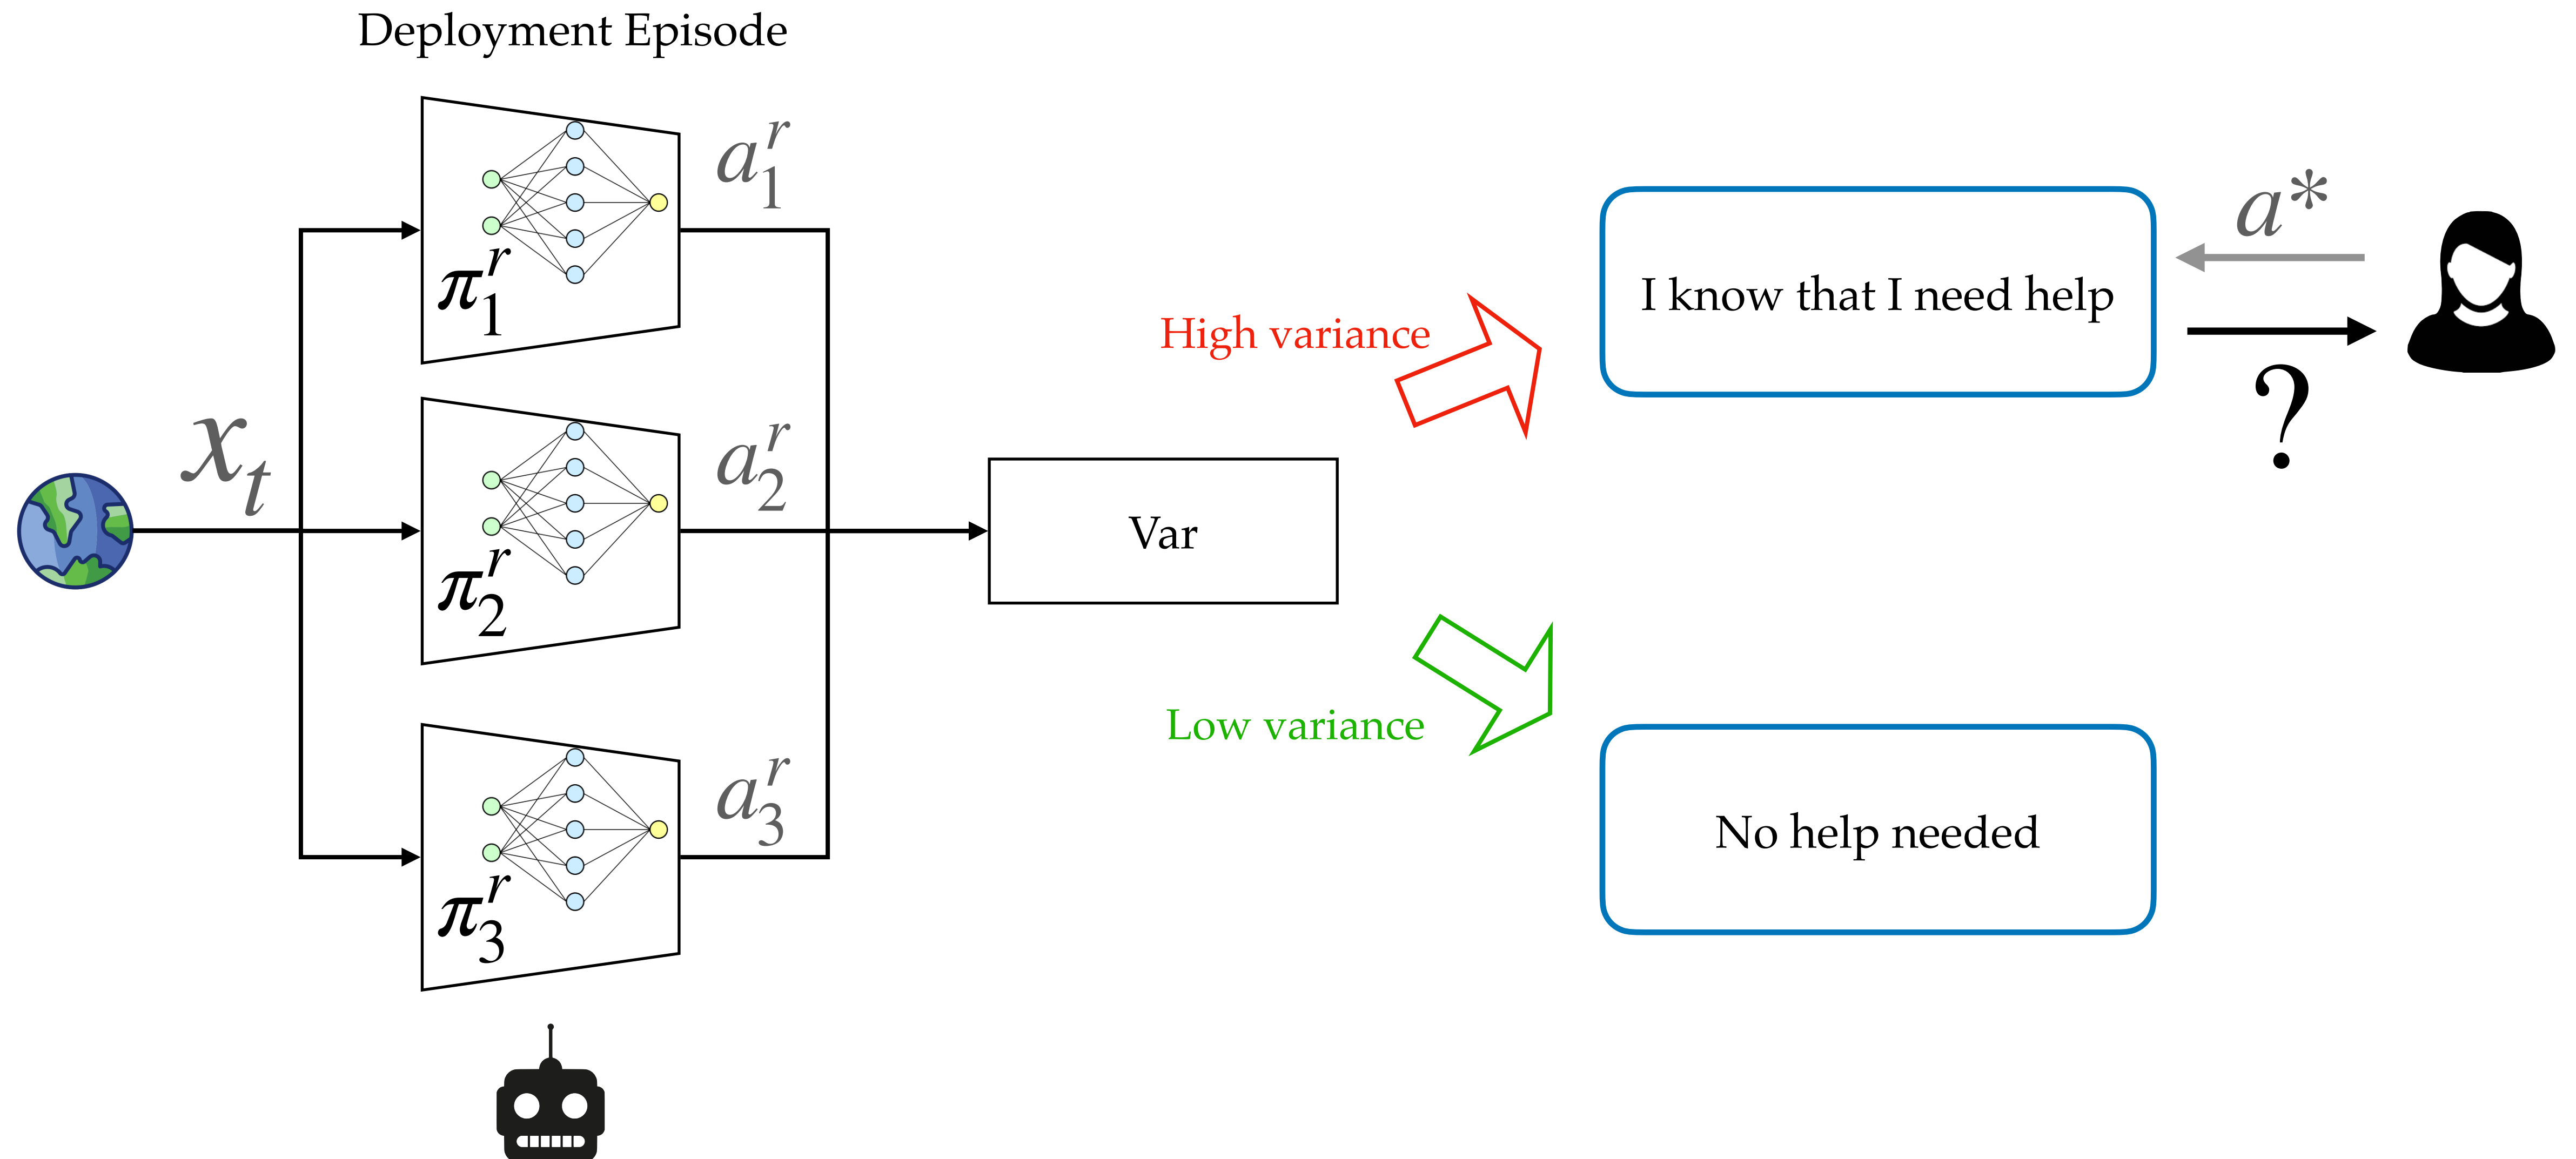 Deployment Episode
x_t
π_1^r
a_1^r
π_2^r
a_2^r
π_3^r
a_3^r
Var
High variance
Low variance
I know that I need help
a*
?
No help needed